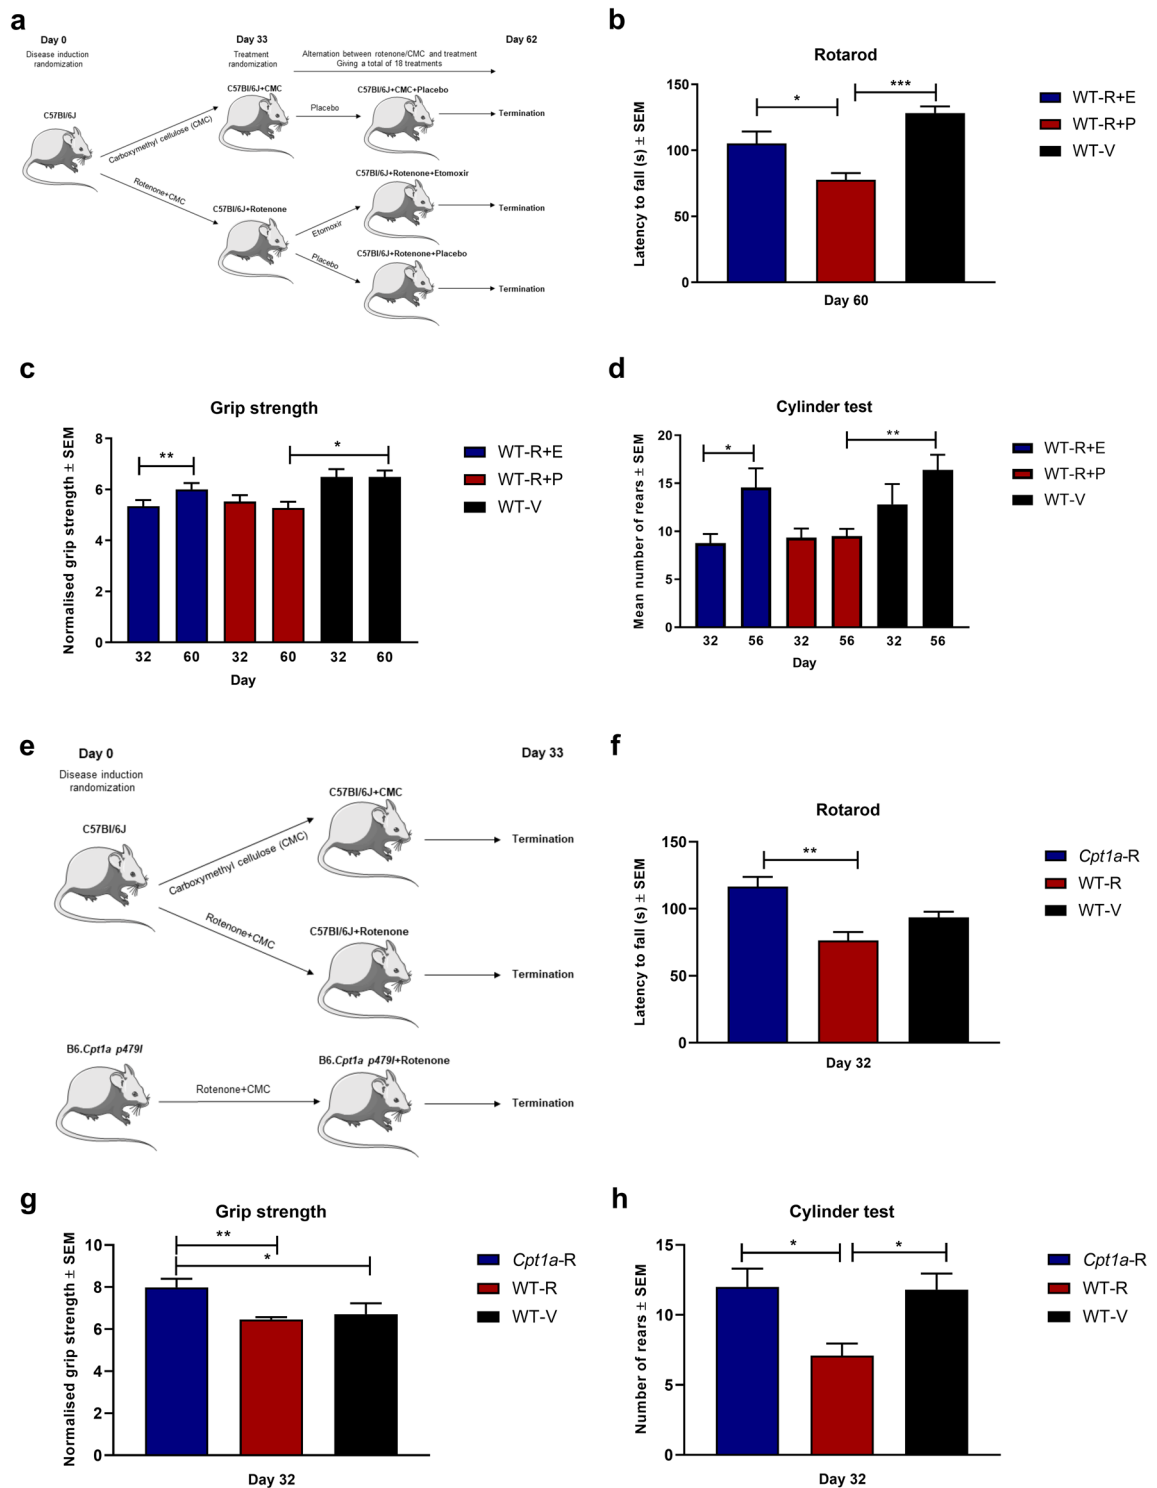 a
Day 0
Disease induction
randomization
Day 33
Treatment
randomization
Alternation between rotenone/CMC and treatment
Giving a total of 18 treatments
Day 62
C57Bl/6J
Carboxymethyl cellulose (CMC)
Rotenone+CMC
C57Bl/6J+CMC
Placebo
C57Bl/6J+CMC+Placebo
Termination
C57Bl/6J+Rotenone
Etomoxir
Placebo
C57Bl/6J+Rotenone+Etomoxir
Termination
C57Bl/6J+Rotenone+Placebo
Termination
b
Rotarod
Latency to fall (s) ± SEM
150
100
50
0
*
***
Day 60
WT-R+E
WT-R+P
WT-V
c
Grip strength
Normalised grip strength ± SEM
8
6
4
2
0
**
*
32 60 32 60 32 60
Day
WT-R+E
WT-R+P
WT-V
d
Cylinder test
Mean number of rears ± SEM
20
15
10
5
0
*
**
32 56 32 56 32 56
Day
WT-R+E
WT-R+P
WT-V
e
Day 0
Disease induction
randomization
Day 33
C57Bl/6J
Carboxymethyl cellulose (CMC)
Rotenone+CMC
C57Bl/6J+CMC
Termination
C57Bl/6J+Rotenone
Termination
B6.Cpt1a p479l
Rotenone+CMC
B6.Cpt1a p479l+Rotenone
Termination
f
Rotarod
Latency to fall (s) ± SEM
150
100
50
0
**
Day 32
Cpt1a-R
WT-R
WT-V
g
Grip strength
Normalised grip strength ± SEM
10
8
6
4
2
0
**
*
Day 32
Cpt1a-R
WT-R
WT-V
h
Cylinder test
Number of rears ± SEM
15
10
5
0
*
*
Day 32
Cpt1a-R
WT-R
WT-V